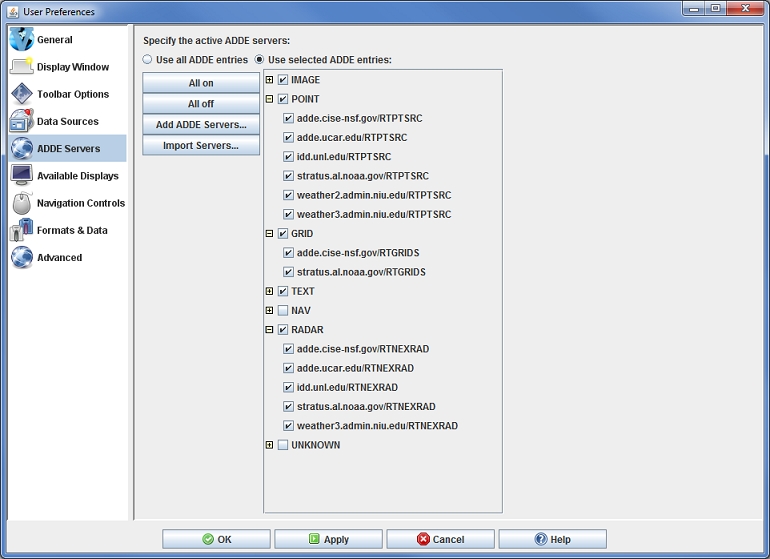 User Preferences
General
Display Window
Toolbar Options
Data Sources
ADDE Servers
Available Displays
Navigation Controls
Formats & Data
Advanced
Specify the active ADDE servers:
Use all ADDE entries
Use selected ADDE entries:
All on
All off
Add ADDE Servers...
Import Servers...
IMAGE
POINT
adde.cise-nsf.gov/RTPTSRC
adde.ucar.edu/RTPTSRC
idd.unl.edu/RTPTSRC
stratus.al.noaa.gov/RTPTSRC
weather2.admin.niu.edu/RTPTSRC
weather3.admin.niu.edu/RTPTSRC
GRID
adde.cise-nsf.gov/RTGRIDS
stratus.al.noaa.gov/RTGRIDS
TEXT
NAV
RADAR
adde.cise-nsf.gov/RTNEXRAD
adde.ucar.edu/RTNEXRAD
idd.unl.edu/RTNEXRAD
stratus.al.noaa.gov/RTNEXRAD
weather3.admin.niu.edu/RTNEXRAD
UNKNOWN
OK
Apply
Cancel
Help